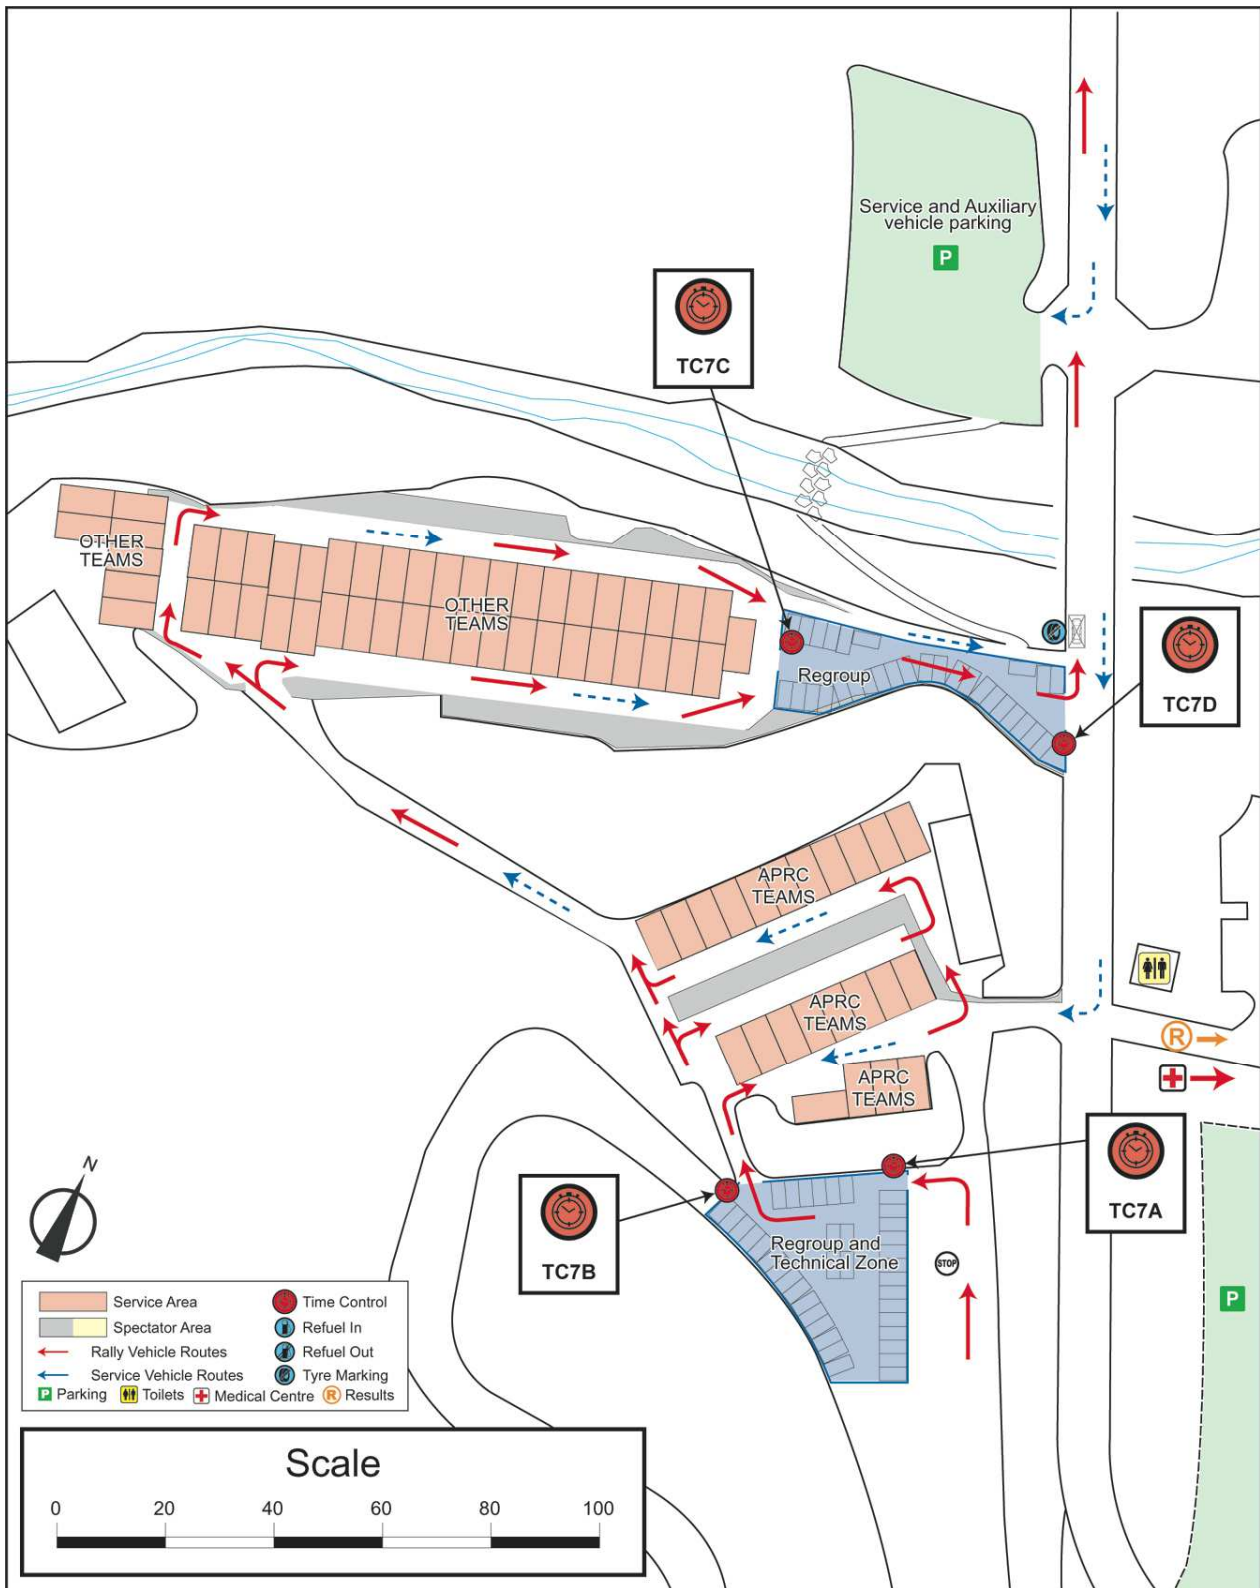 Service and Auxiliary
vehicle parking
P
TC7C
OTHER
TEAMS
OTHER
TEAMS
Regroup
TC7D
APRC
TEAMS
APRC
TEAMS
APRC
TEAMS
R
TC7A
TC7B
Regroup and
Technical Zone
STOP
P
N
Service Area
Time Control
Spectator Area
Refuel In
Rally Vehicle Routes
Refuel Out
Service Vehicle Routes
Tyre Marking
P Parking
Toilets
Medical Centre
R Results
Scale
0 20 40 60 80 100